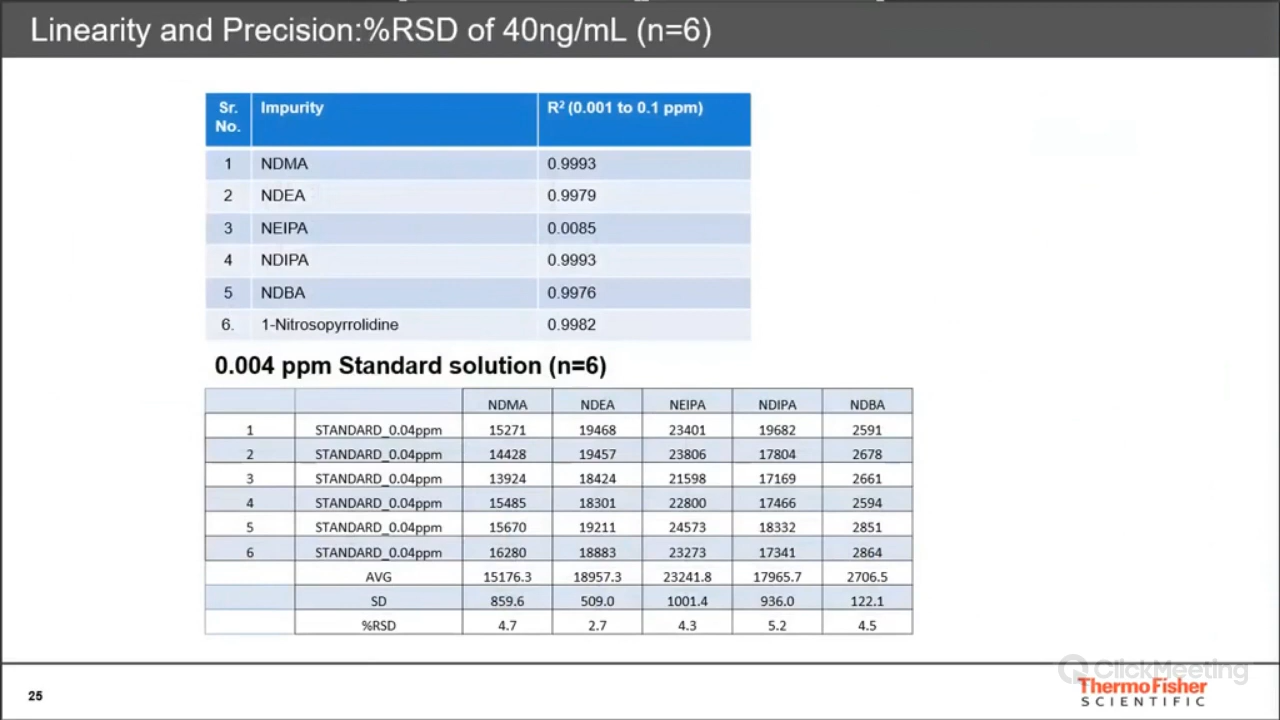 Linearity and Precision:%RSD of 40ng/mL (n=6)
Sr. No. Impurity R² (0.001 to 0.1 ppm)
1 NDMA 0.9993
2 NDEA 0.9979
3 NEIPA 0.0085
4 NDIPA 0.9993
5 NDBA 0.9976
6. 1-Nitrosopyrrolidine 0.9982
0.004 ppm Standard solution (n=6)
NDMA NDEA NEIPA NDIPA NDBA
1 STANDARD_0.04ppm 15271 19468 23401 19682 2591
2 STANDARD_0.04ppm 14428 19457 23806 17804 2678
3 STANDARD_0.04ppm 13924 18424 21598 17169 2661
4 STANDARD_0.04ppm 15485 18301 22800 17466 2594
5 STANDARD_0.04ppm 15670 19211 24573 18332 2851
6 STANDARD_0.04ppm 16280 18883 23273 17341 2864
AVG 15176.3 18957.3 23241.8 17965.7 2706.5
SD 859.6 509.0 1001.4 936.0 122.1
%RSD 4.7 2.7 4.3 5.2 4.5
ClickMeeting
25
ThermoFisher
SCIENTIFIC